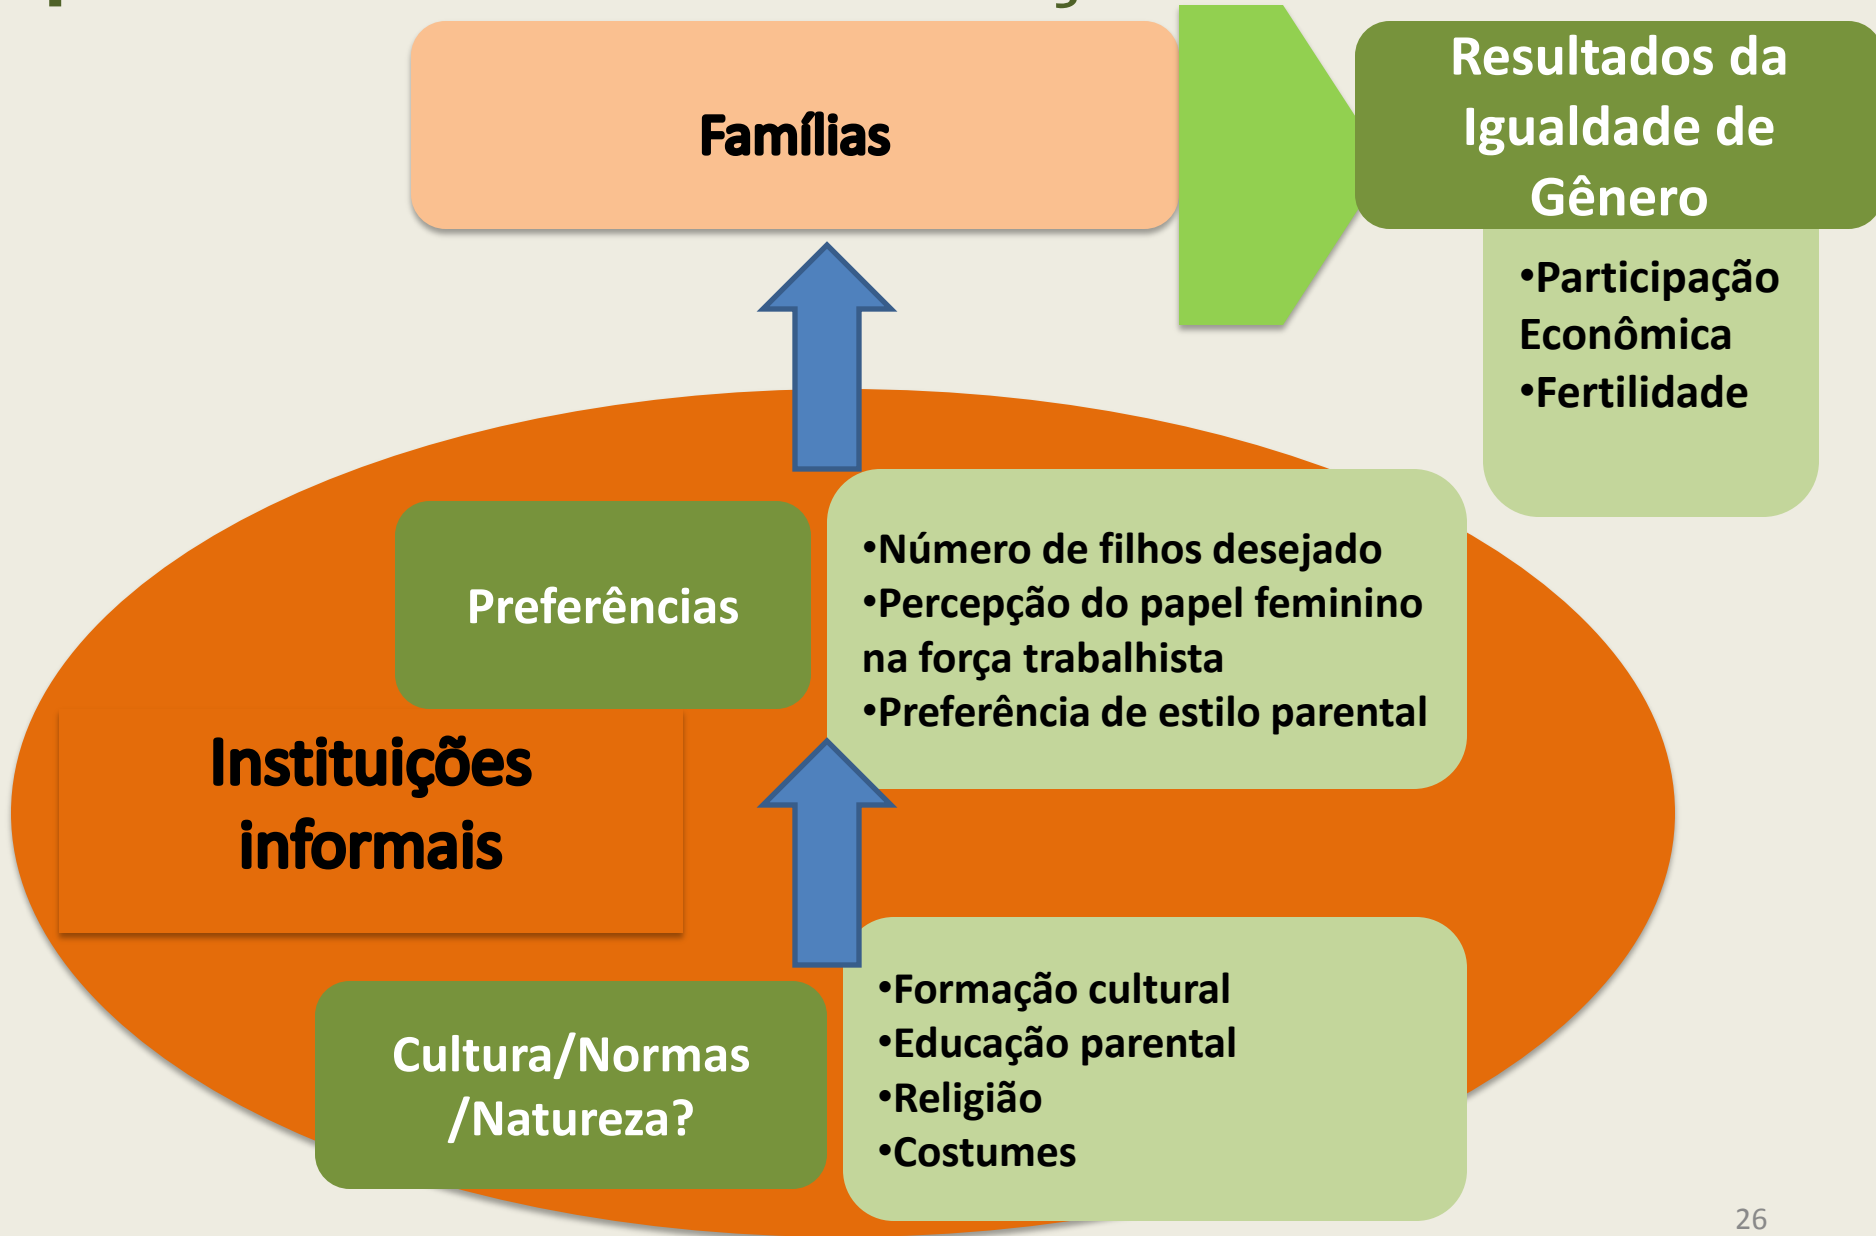 Famílias
Resultados da
Igualdade de
Gênero
•Participação
Econômica
•Fertilidade
Preferências
•Número de filhos desejado
•Percepção do papel feminino
na força trabalhista
•Preferência de estilo parental
Instituições
informais
Cultura/Normas
/Natureza?
•Formação cultural
•Educação parental
•Religião
•Costumes
26